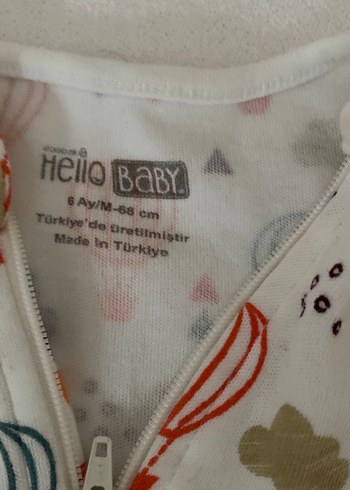 Hello BABY
6 Ay/M-68 cm
Türkiye'de üretilmiştir
Made in Türkiye